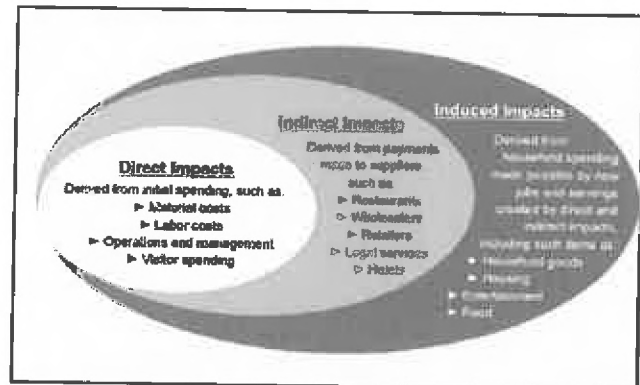 Direct Impacts
Derived from initial spending, such as:
▶ Material costs
▶ Labor costs
▶ Operations and management
▶ Visitor spending
Indirect Impacts
Derived from payments
made to suppliers
such as
▶ Restaurants
▶ Wholesalers
▶ Retailers
▶ Legal services
▶ Hotels
Induced Impacts
Derived from
household spending
made possible by new
jobs and earnings
created by direct and
indirect impacts,
including such items as
▶ Household goods
▶ Housing
▶ Entertainment
▶ Food